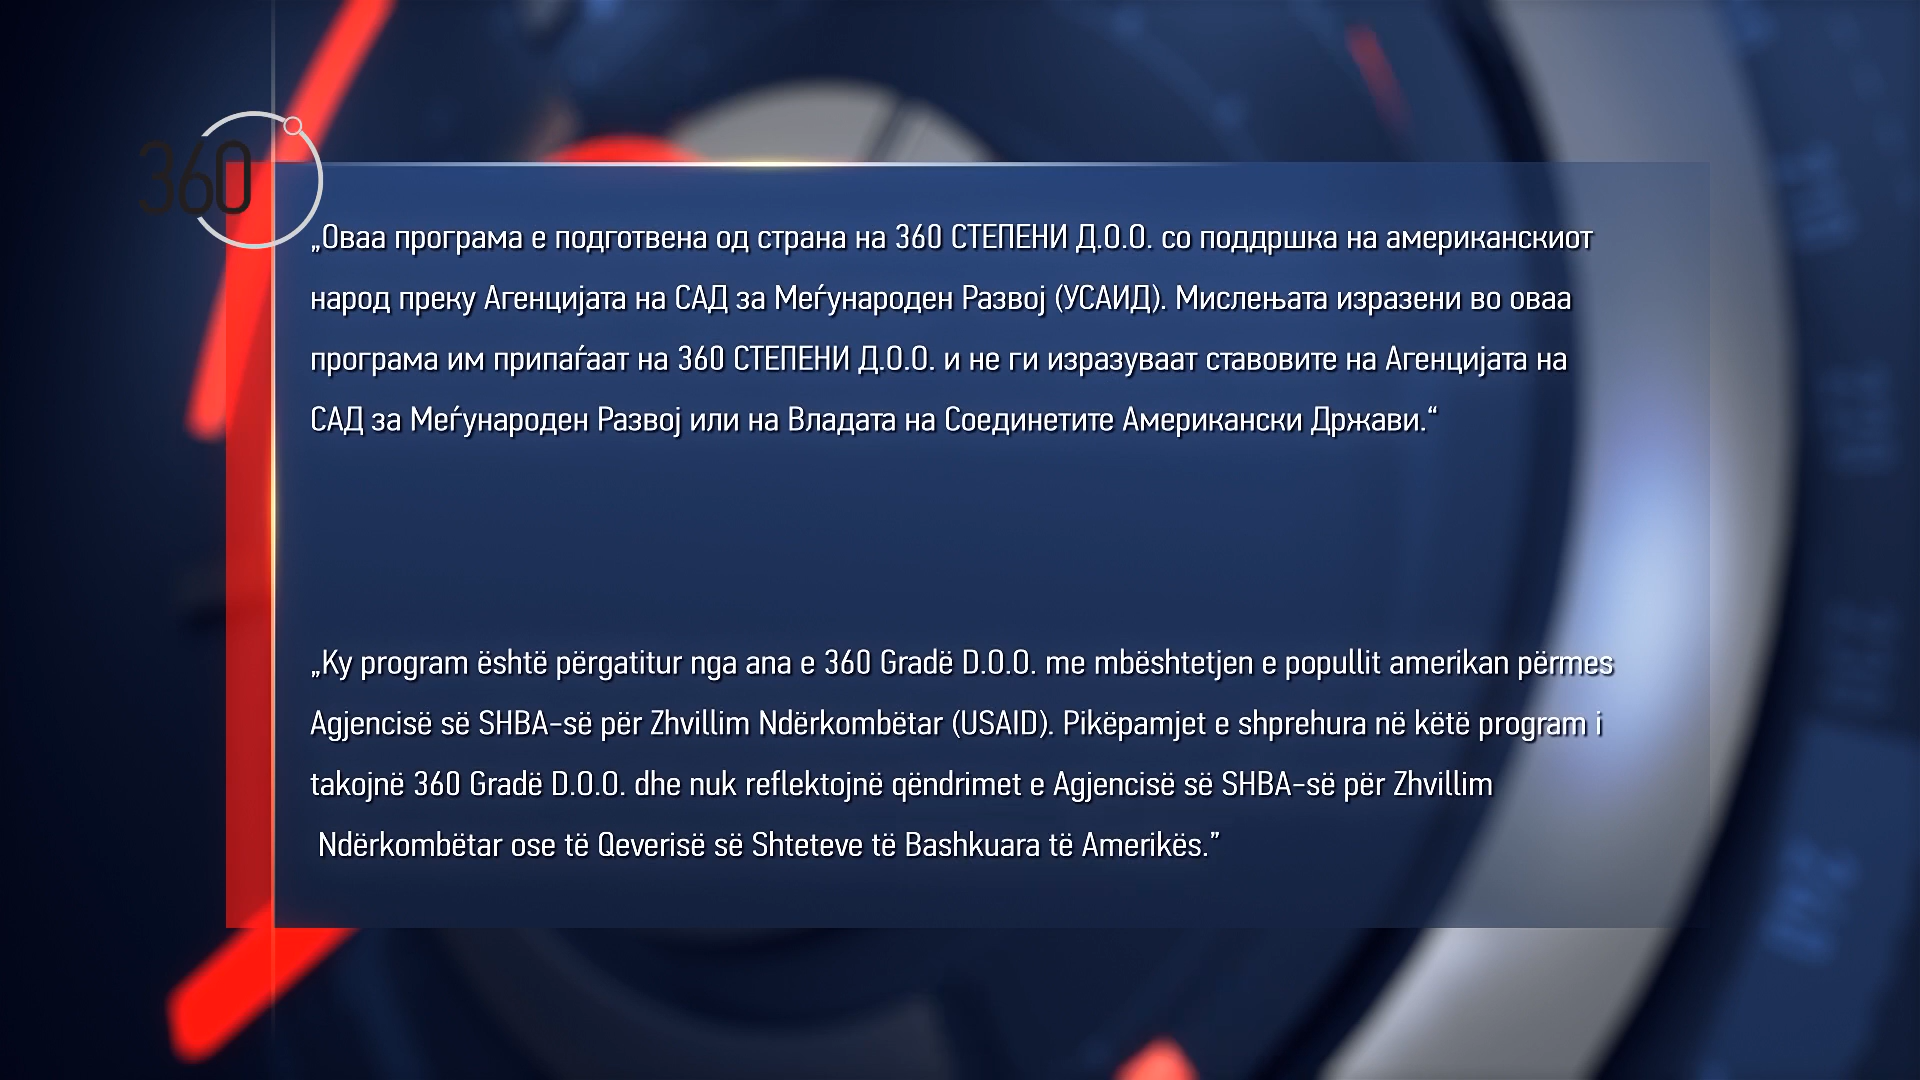 360
„Оваа програма е подготвена од страна на 360 СТЕПЕНИ Д.О.О. со поддршка на американскиот
народ преку Агенцијата на САД за Меѓународен Развој (УСАИД). Мислењата изразени во оваа
програма им припаѓаат на 360 СТЕПЕНИ Д.О.О. и не ги изразуваат ставовите на Агенцијата на
САД за Меѓународен Развој или на Владата на Соединетите Американски Држави.“
„Ky program është përgatitur nga ana e 360 Gradë D.O.O. me mbështetjen e popullit amerikan përmes
Agjencisë së SHBA-së për Zhvillim Ndërkombëtar (USAID). Pikëpamjet e shprehura në këtë program i
takojnë 360 Gradë D.O.O. dhe nuk reflektojnë qëndrimet e Agjencisë së SHBA-së për Zhvillim
Ndërkombëtar ose të Qeverisë së Shteteve të Bashkuara të Amerikës.”